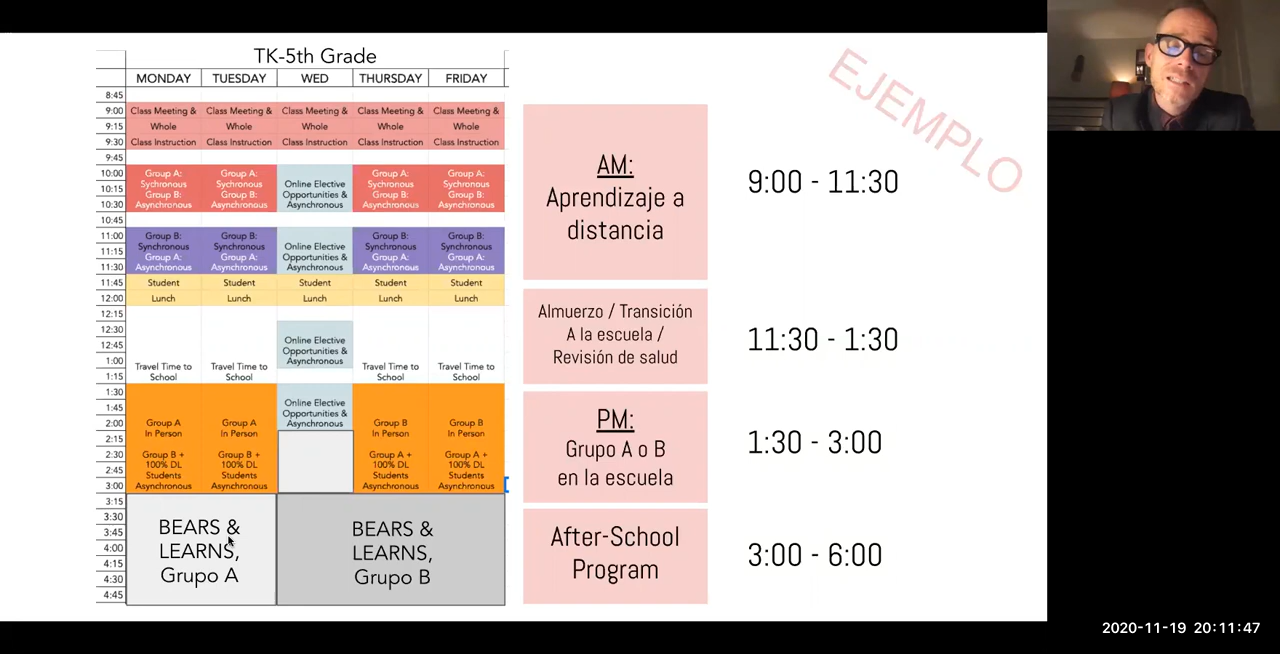 TK-5th Grade
MONDAY TUESDAY WED THURSDAY FRIDAY
8:45
9:00 Class Meeting & Class Meeting & Class Meeting & Class Meeting & Class Meeting &
9:15 Whole Whole Whole Whole Whole
9:30 Class Instruction Class Instruction Class Instruction Class Instruction Class Instruction
9:45
10:00 Group A: Group A: Group A: Group A:
Sychronous Sychronous Online Elective Sychronous Sychronous
10:15 Group B: Group B: Opportunities & Group B: Group B:
10:30 Asynchronous Asynchronous Asynchronous Asynchronous Asynchronous
10:45
11:00 Group B: Group B: Group B: Group B:
11:15 Synchronous Synchronous Online Elective Synchronous Synchronous
Group A: Group A: Opportunities & Group A: Group A:
11:30 Asynchronous Asynchronous Asynchronous Asynchronous Asynchronous
11:45 Student Student Student Student Student
12:00 Lunch Lunch Lunch Lunch Lunch
12:15
12:30
Online Elective
12:45 Opportunities &
1:00 Asynchronous
Travel Time to Travel Time to Travel Time to Travel Time to
1:15 School School School School
1:30
1:45 Online Elective
Opportunities &
2:00 Group A Group A Asynchronous Group B Group B
2:15 In Person In Person In Person In Person
2:30 Group B + Group B + Group A + Group A +
100% DL 100% DL 100% DL 100% DL
2:45 Students Students Students Students
3:00 Asynchronous Asynchronous Asynchronous Asynchronous
3:15
3:30 BEARS & BEARS &
3:45
4:00 LEARNS, LEARNS,
4:15
4:30 Grupo A Grupo B
4:45
AM:
Aprendizaje a
distancia
9:00 - 11:30
Almuerzo / Transición
A la escuela /
Revisión de salud
11:30 - 1:30
PM:
Grupo A o B
en la escuela
1:30 - 3:00
After-School
Program
3:00 - 6:00
EJEMPLO
2020-11-19 20:11:47